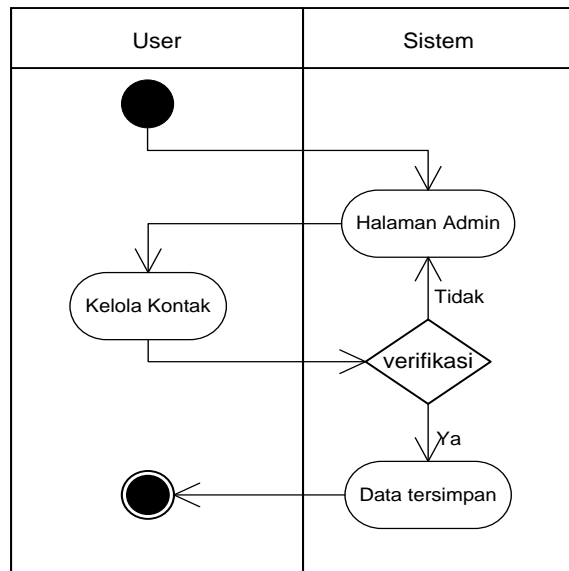 User
Sistem
Halaman Admin
Kelola Kontak
Tidak
verifikasi
Ya
Data tersimpan